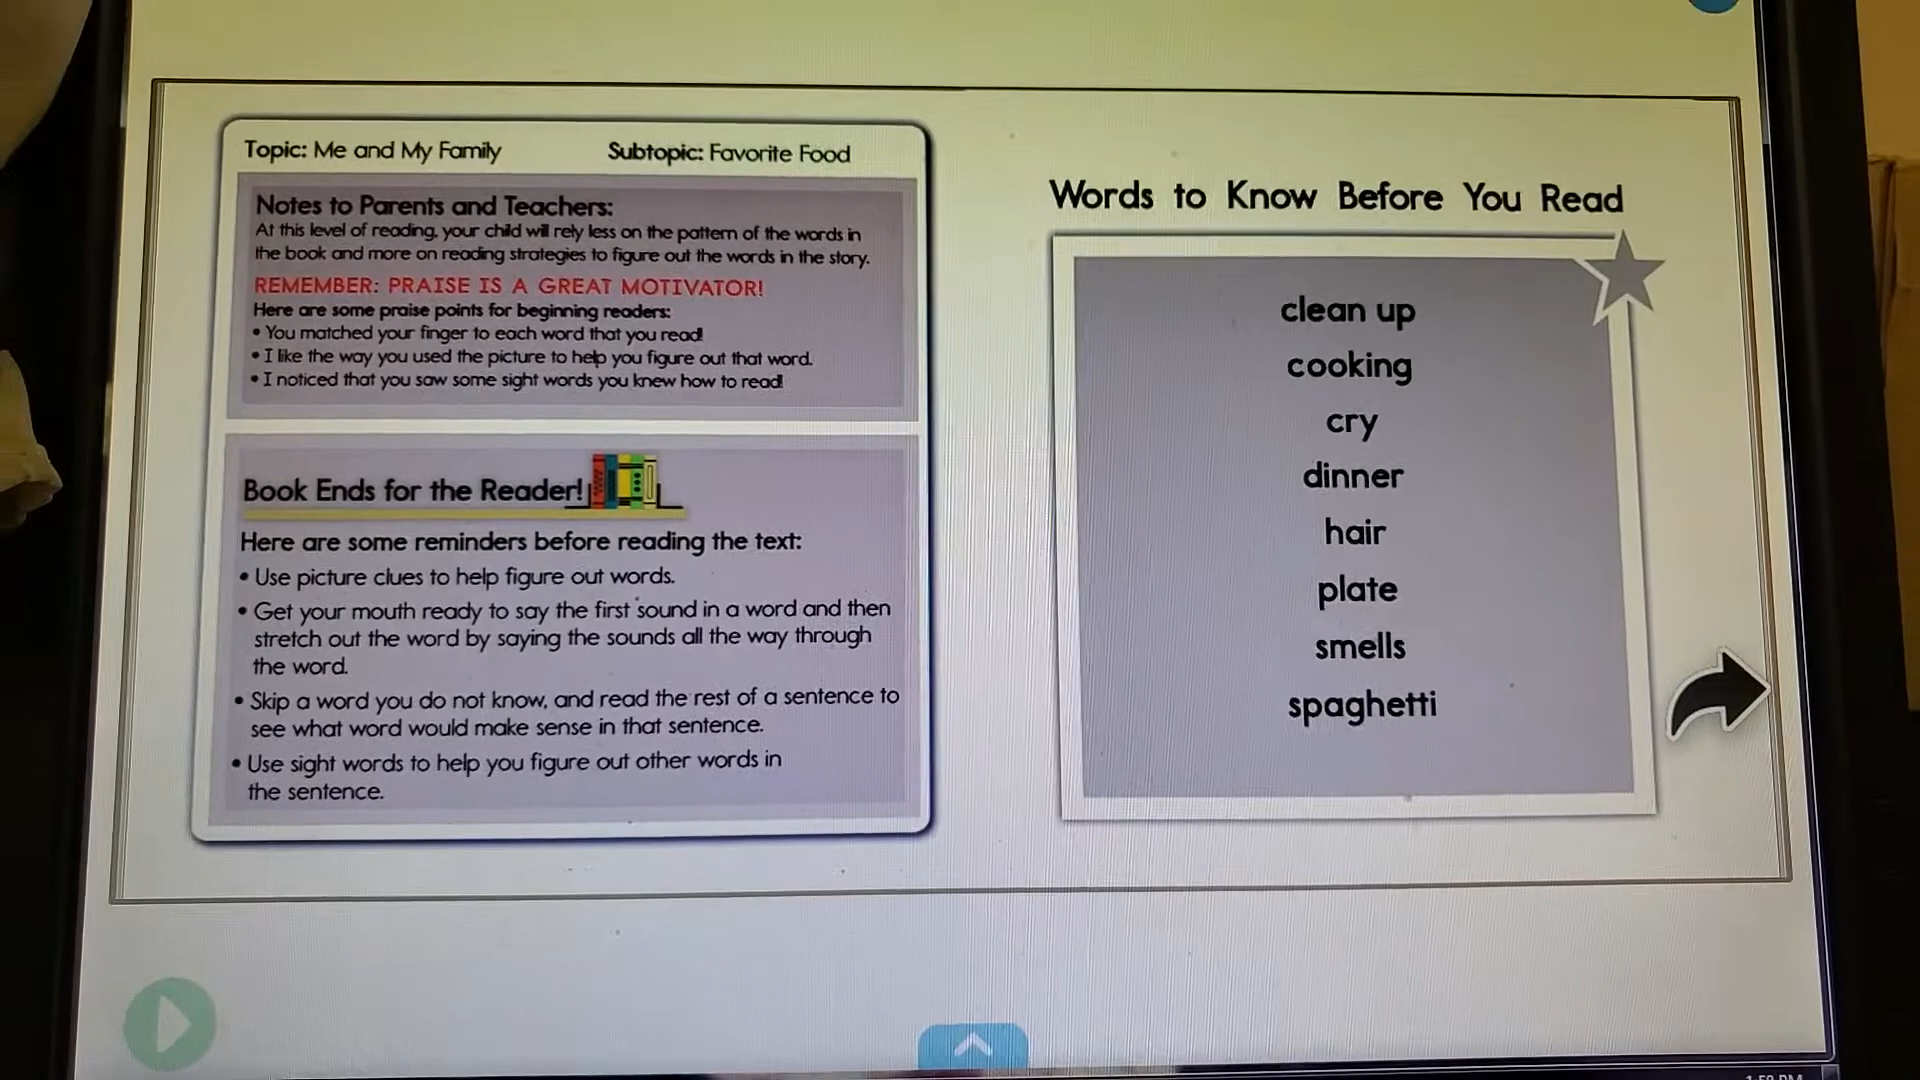 Topic: Me and My Family
Subtopic: Favorite Food
Notes to Parents and Teachers:
At this level of reading, your child will rely less on the pattern of the words in
the book and more on reading strategies to figure out the words in the story.
REMEMBER: PRAISE IS A GREAT MOTIVATOR!
Here are some praise points for beginning readers:
• You matched your finger to each word that you read!
• I like the way you used the picture to help you figure out that word.
• I noticed that you saw some sight words you knew how to read!
Book Ends for the Reader!
Here are some reminders before reading the text:
• Use picture clues to help figure out words.
• Get your mouth ready to say the first sound in a word and then
stretch out the word by saying the sounds all the way through
the word.
• Skip a word you do not know, and read the rest of a sentence to
see what word would make sense in that sentence.
• Use sight words to help you figure out other words in
the sentence.
Words to Know Before You Read
clean up
cooking
cry
dinner
hair
plate
smells
spaghetti